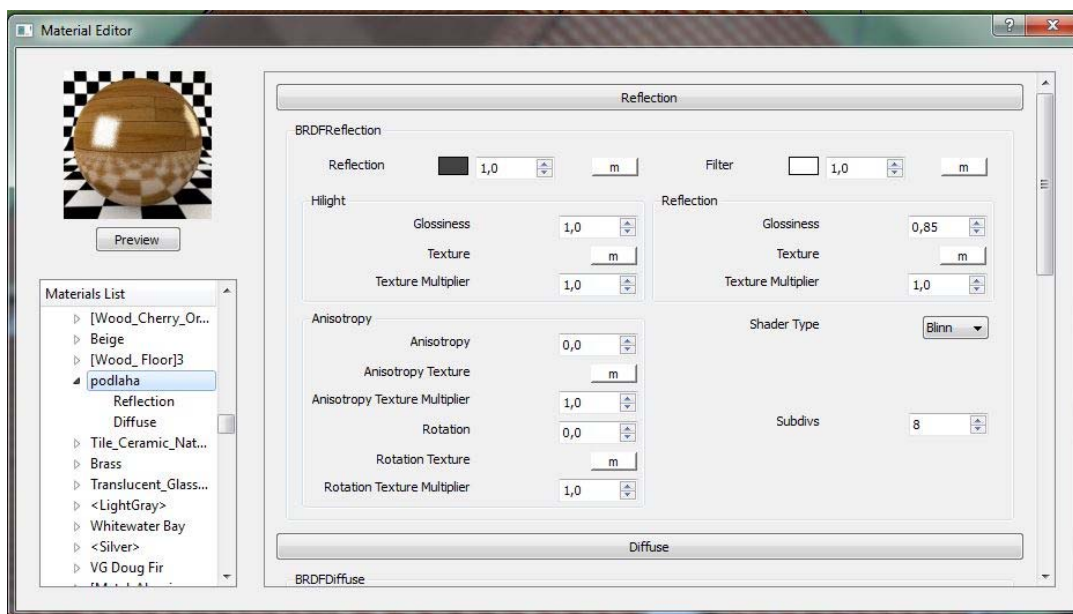 Material Editor
Preview
Materials List
[Wood_Cherry_Or...
Beige
[Wood_ Floor]3
podlaha
Reflection
Diffuse
Tile_Ceramic_Nat...
Brass
Translucent_Glass...
<LightGray>
Whitewater Bay
<Silver>
VG Doug Fir
Reflection
BRDFReflection
Reflection 1,0 m Filter 1,0 m
Hilight
Glossiness 1,0
Texture m
Texture Multiplier 1,0
Reflection
Glossiness 0,85
Texture m
Texture Multiplier 1,0
Anisotropy
Anisotropy 0,0
Anisotropy Texture m
Anisotropy Texture Multiplier 1,0
Rotation 0,0
Rotation Texture m
Rotation Texture Multiplier 1,0
Shader Type Blinn
Subdivs 8
Diffuse
BRDFDiffuse